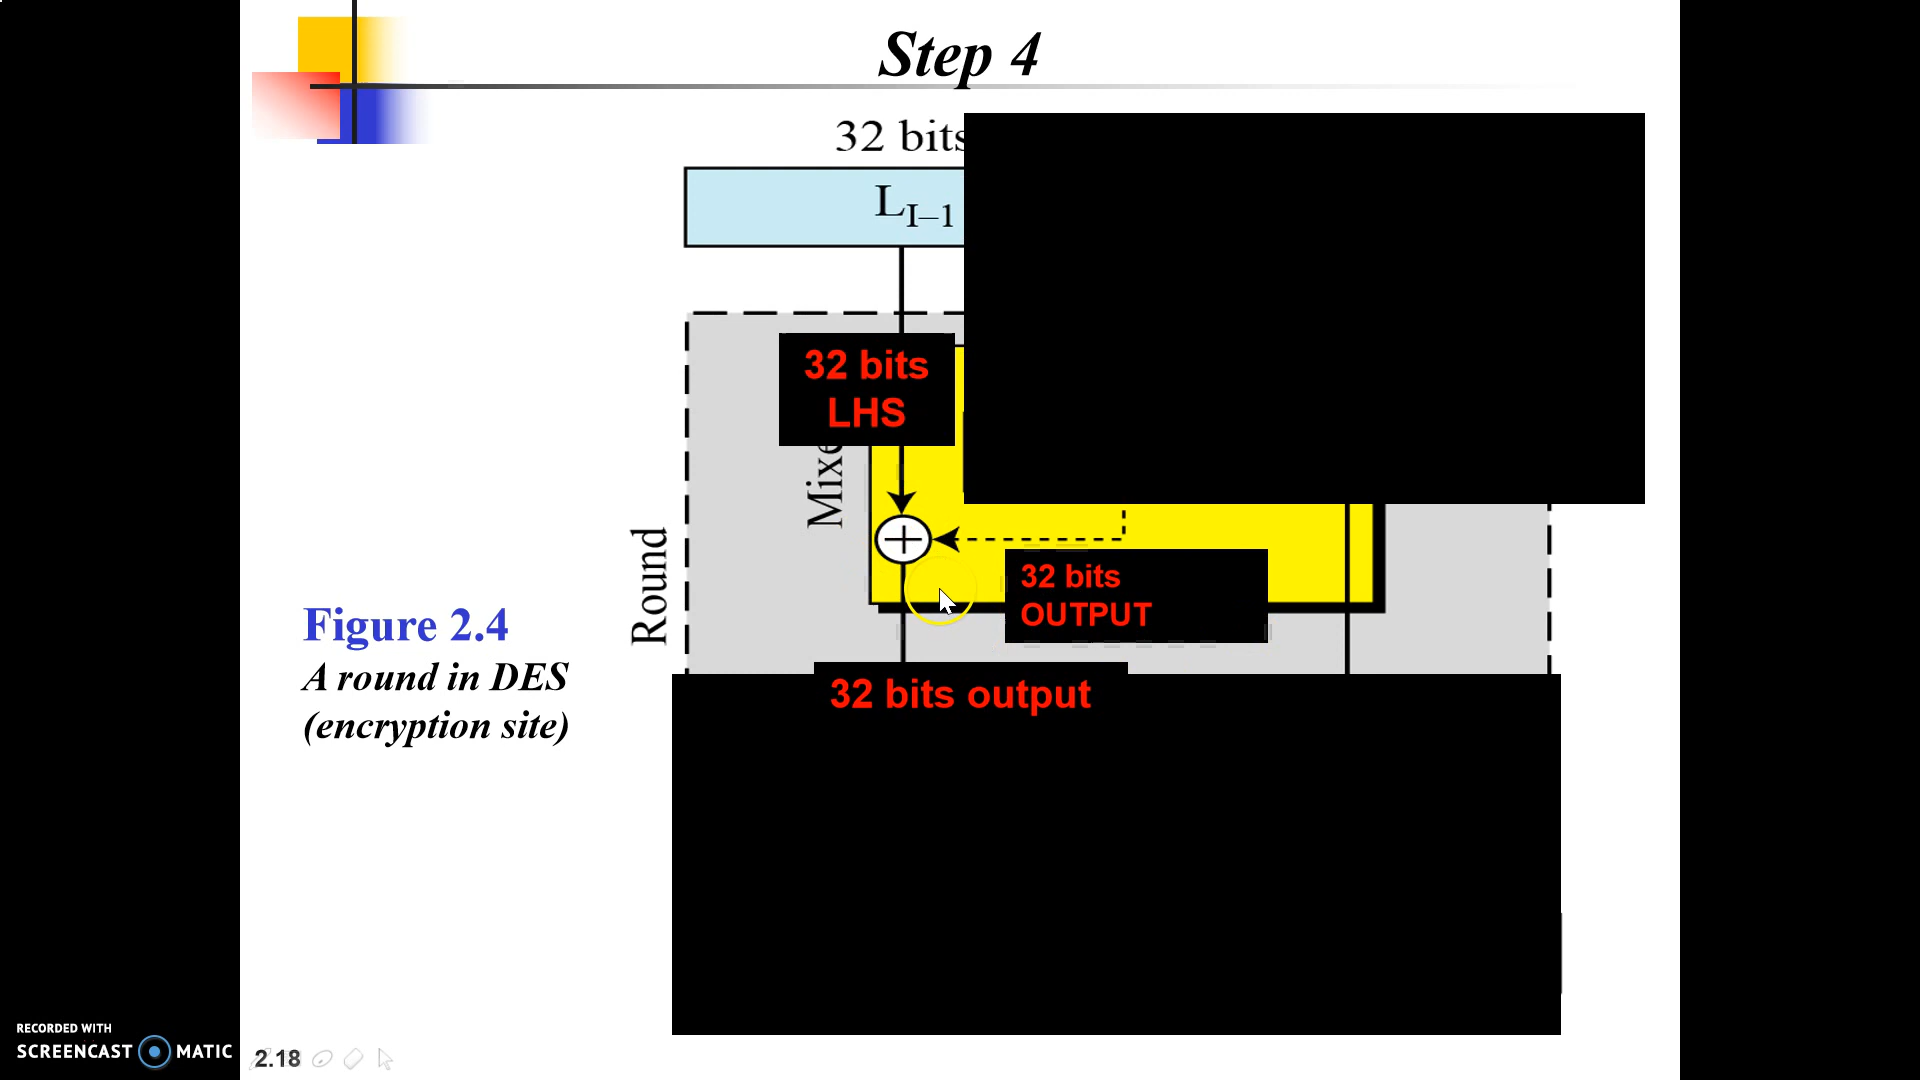 Step 4
32 bits
L I–1
32 bits
LHS
Mixe
32 bits
OUTPUT
Round
32 bits output
Figure 2.4
A round in DES
(encryption site)
RECORDED WITH
SCREENCAST MATIC
2.18